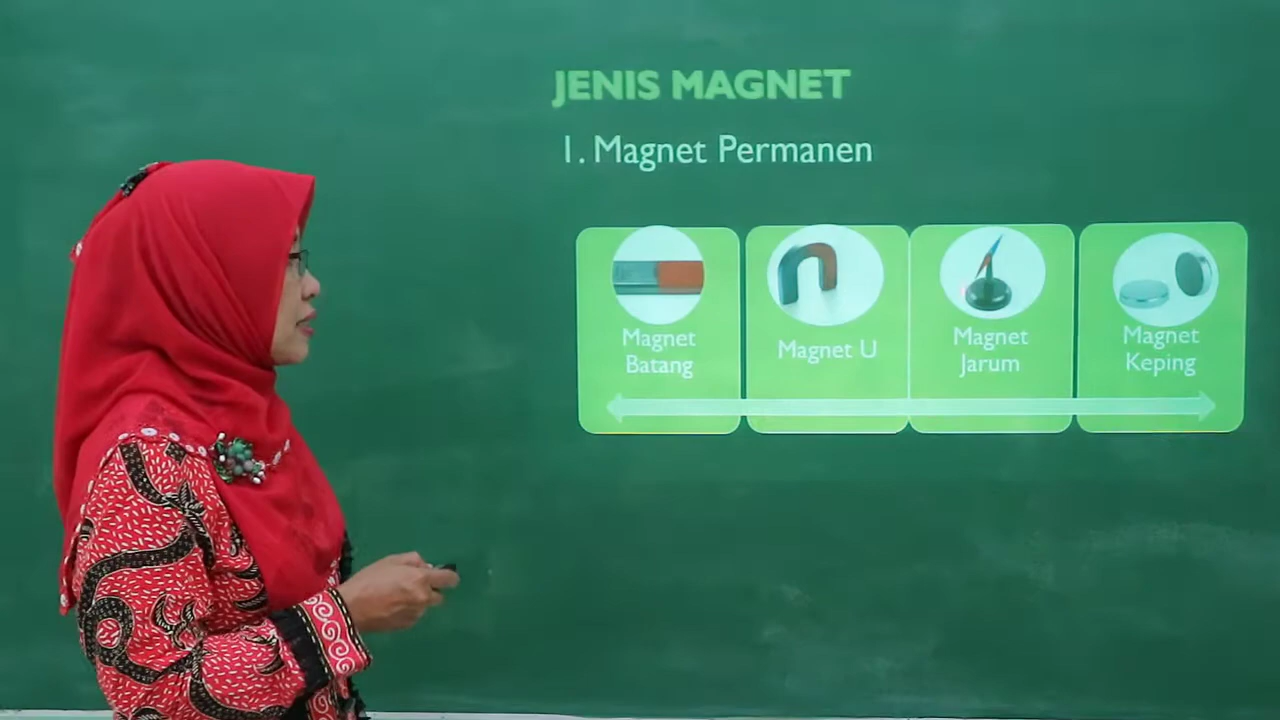 JENIS MAGNET
1. Magnet Permanen
Magnet
Batang
Magnet U
Magnet
Jarum
Magnet
Keping